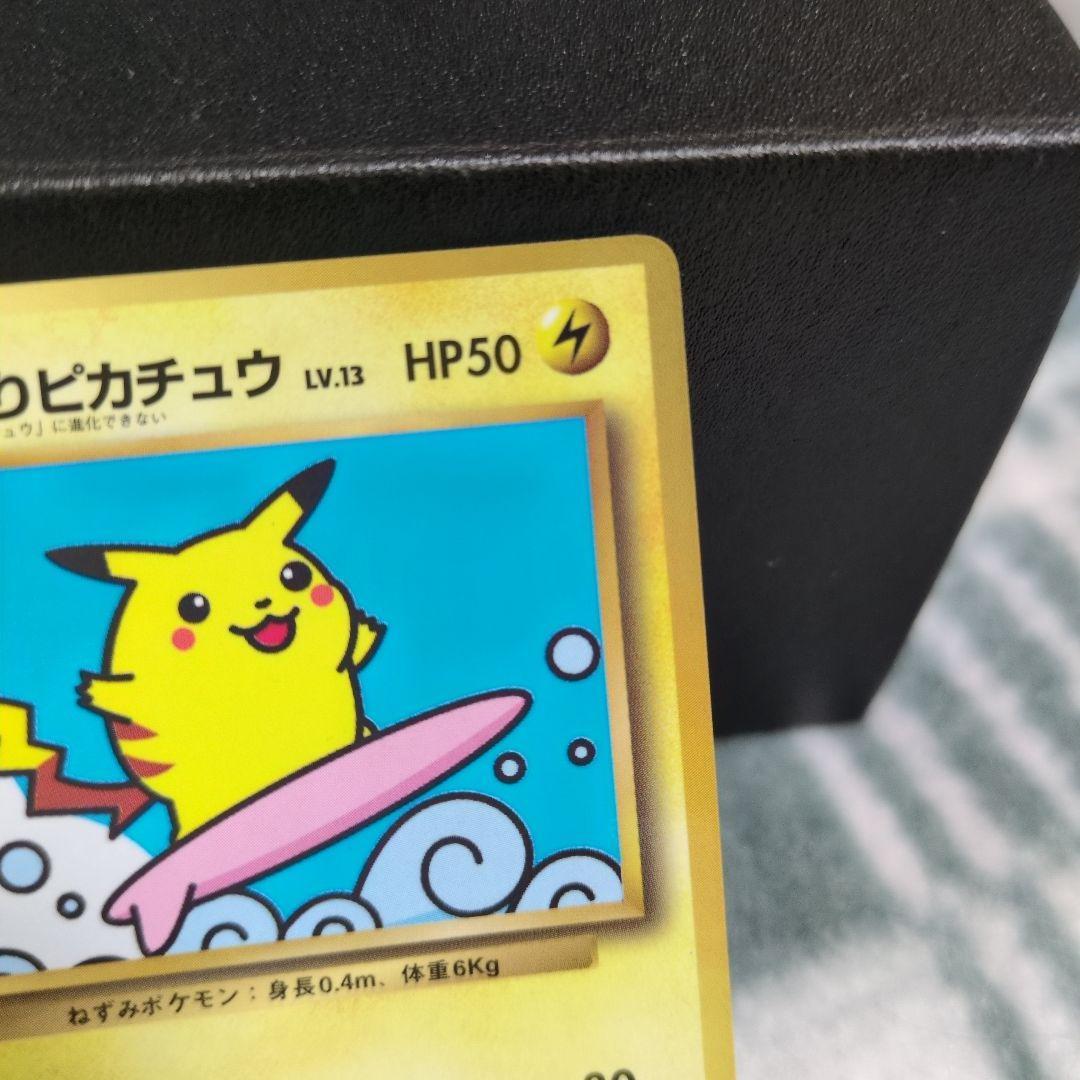 りピカチュウ LV.13 HP50
ュウ」に進化できない
ねずみポケモン：身長0.4m、体重6Kg